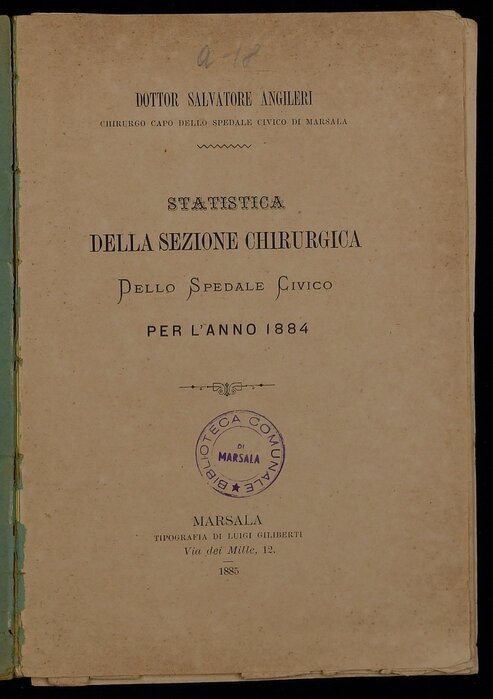 a-18
DOTTOR SALVATORE ANGILERI
CHIRURGO CAPO DELLO SPEDALE CIVICO DI MARSALA
STATISTICA
DELLA SEZIONE CHIRURGICA
DELLO SPEDALE CIVICO
PER L'ANNO 1884
BIBLIOTECA COMUNALE
DI
MARSALA
MARSALA
TIPOGRAFIA DI LUIGI GILIBERTI
Via dei Mille, 12.
1885